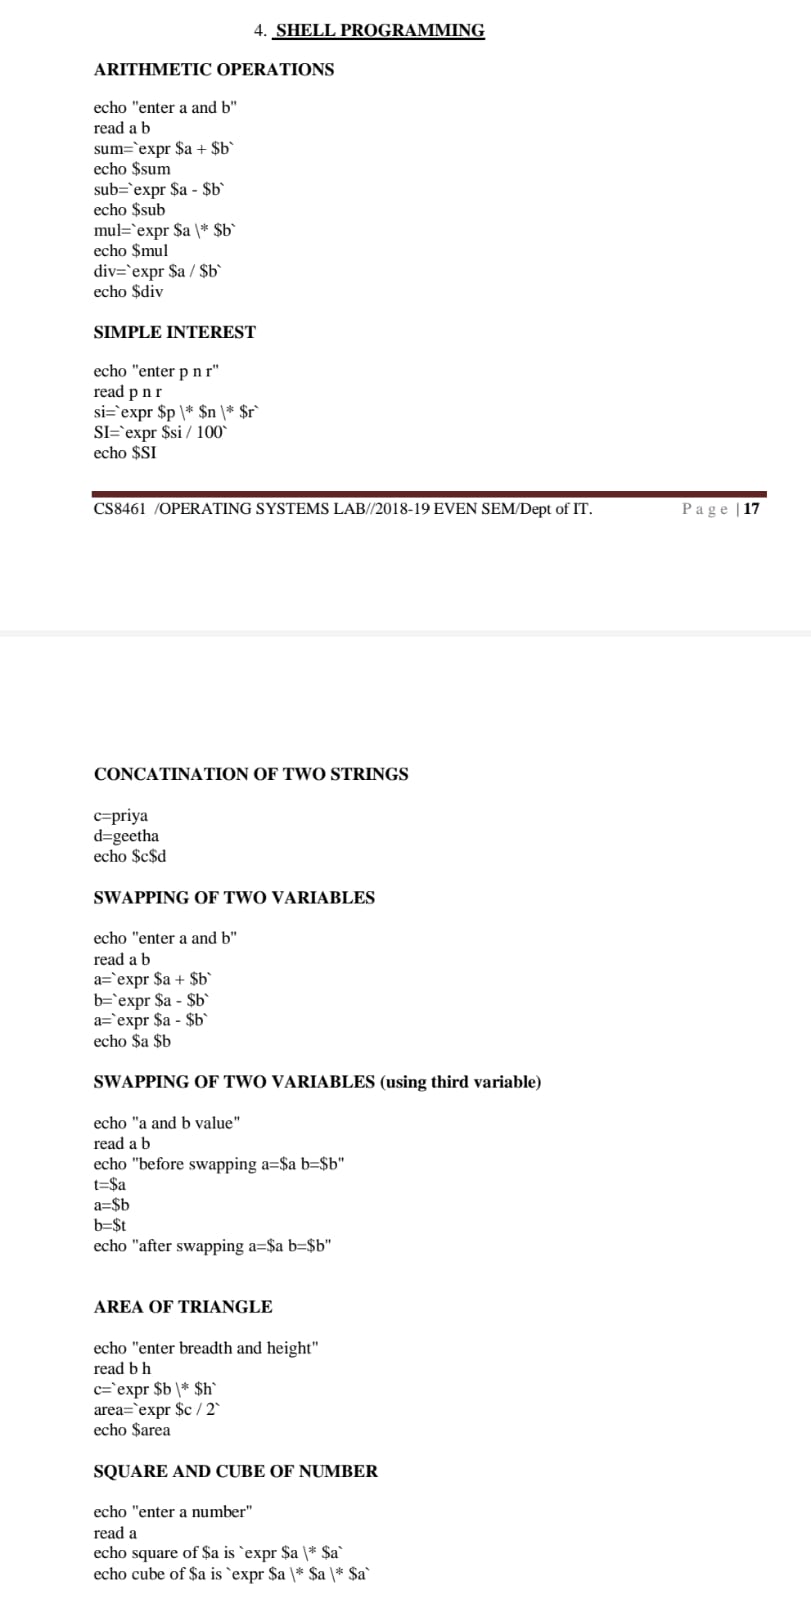 4. SHELL PROGRAMMING
ARITHMETIC OPERATIONS
echo "enter a and b"
read a b
sum=`expr $a + $b`
echo $sum
sub=`expr $a - $b`
echo $sub
mul=`expr $a \* $b`
echo $mul
div=`expr $a / $b`
echo $div
SIMPLE INTEREST
echo "enter p n r"
read p n r
si=`expr $p \* $n \* $r`
SI=`expr $si / 100`
echo $SI
CS8461 /OPERATING SYSTEMS LAB//2018-19 EVEN SEM/Dept of IT. Page | 17
CONCATINATION OF TWO STRINGS
c=priya
d=geetha
echo $c$d
SWAPPING OF TWO VARIABLES
echo "enter a and b"
read a b
a=`expr $a + $b`
b=`expr $a - $b`
a=`expr $a - $b`
echo $a $b
SWAPPING OF TWO VARIABLES (using third variable)
echo "a and b value"
read a b
echo "before swapping a=$a b=$b"
t=$a
a=$b
b=$t
echo "after swapping a=$a b=$b"
AREA OF TRIANGLE
echo "enter breadth and height"
read b h
c=`expr $b \* $h`
area=`expr $c / 2`
echo $area
SQUARE AND CUBE OF NUMBER
echo "enter a number"
read a
echo square of $a is `expr $a \* $a`
echo cube of $a is `expr $a \* $a \* $a`